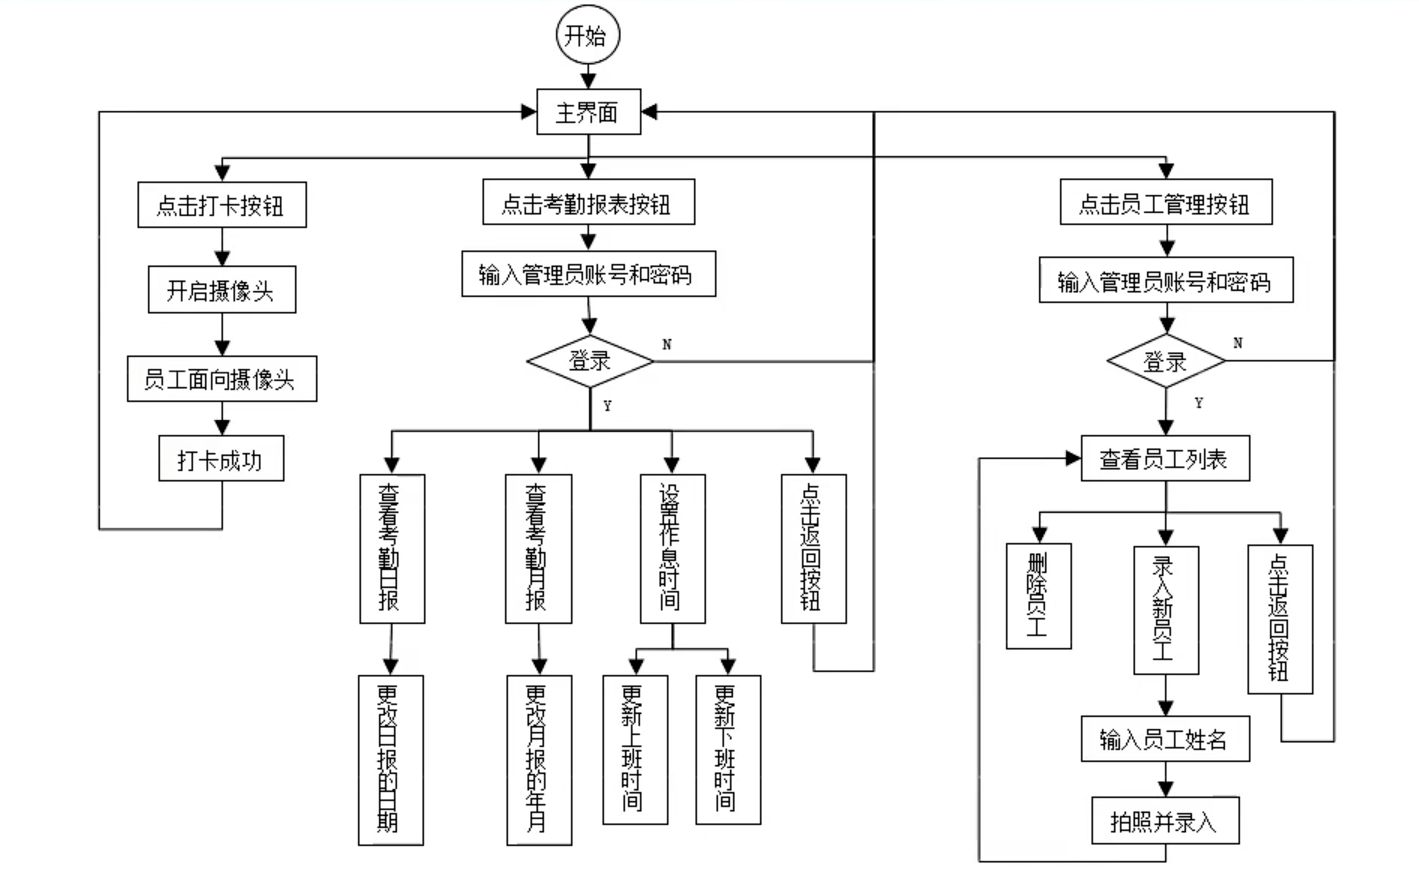 开始
主界面
点击打卡按钮
点击考勤报表按钮
点击员工管理按钮
开启摄像头
输入管理员账号和密码
输入管理员账号和密码
员工面向摄像头
登录
N
登录
N
打卡成功
Y
Y
查看员工列表
查看考勤日报
查看考勤月报
设置作息时间
点击返回按钮
删除员工
录入新员工
点击返回按钮
更改日报的日期
更改月报的年月
更新上班时间
更新下班时间
输入员工姓名
拍照并录入